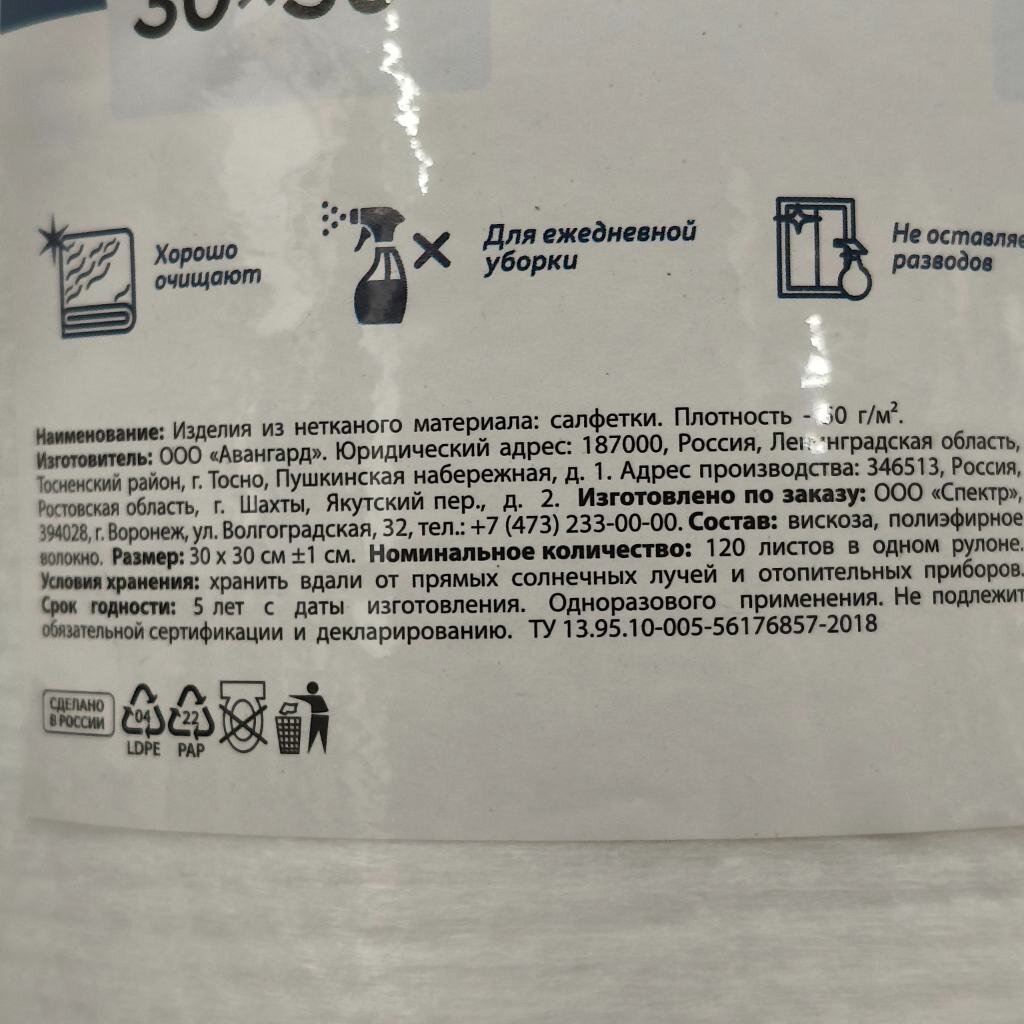 Хорошо
очищают
Для ежедневной
уборки
Не оставляе
разводов
Наименование: Изделия из нетканого материала: салфетки. Плотность - г/м².
Изготовитель: ООО «Авангард». Юридический адрес: 187000, Россия, Ленинградская область,
Тосненский район, г. Тосно, Пушкинская набережная, д. 1. Адрес производства: 346513, Россия,
Ростовская область, г. Шахты, Якутский пер., д. 2. Изготовлено по заказу: ООО «Спектр»,
394028, г. Воронеж, ул. Волгоградская, 32, тел.: +7 (473) 233-00-00. Состав: вискоза, полиэфирное
волокно. Размер: 30 х 30 см ±1 см. Номинальное количество: 120 листов в одном рулоне.
Условия хранения: хранить вдали от прямых солнечных лучей и отопительных приборов.
Срок годности: 5 лет с даты изготовления. Одноразового применения. Не подлежит
обязательной сертификации и декларированию. ТУ 13.95.10-005-56176857-2018
СДЕЛАНО
В РОССИИ
04
LDPE
22
PAP